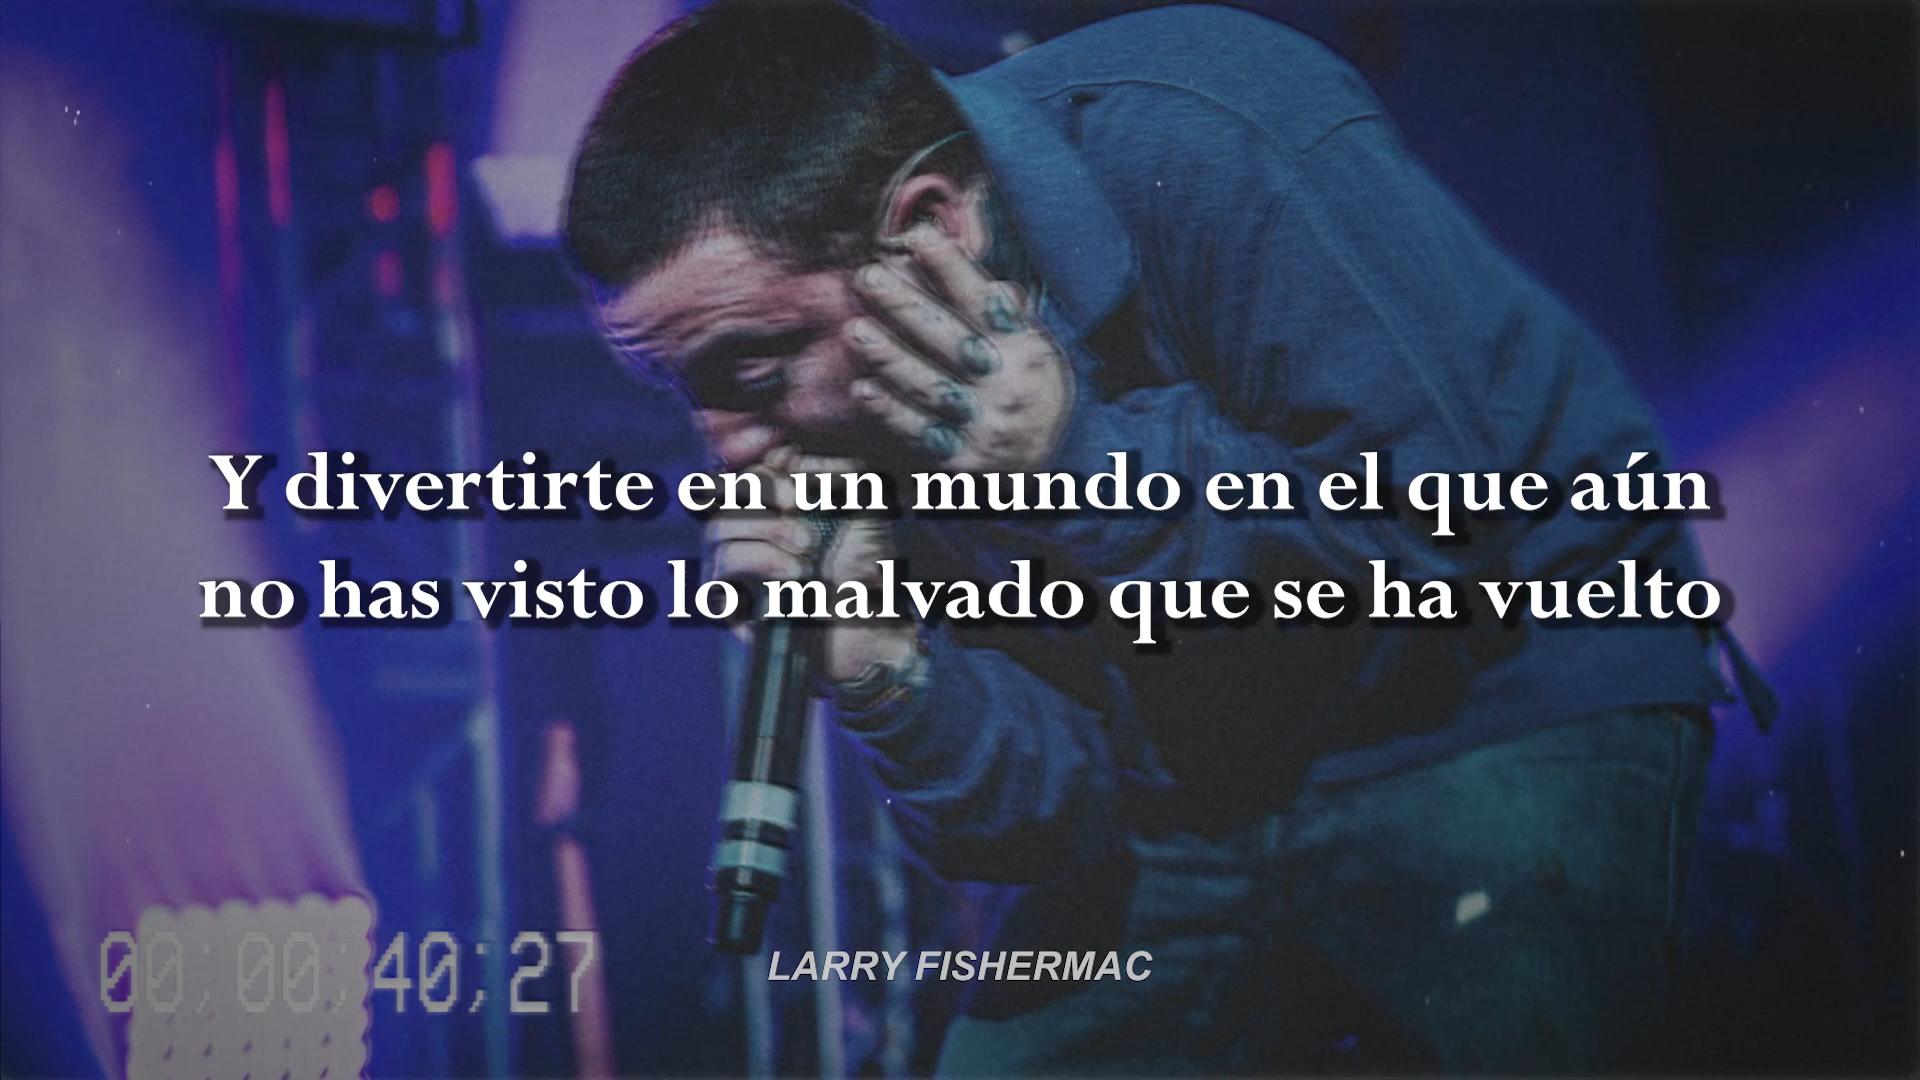 Y divertirte en un mundo en el que aún
no has visto lo malvado que se ha vuelto
00;00;40;27
LARRY FISHERMAC